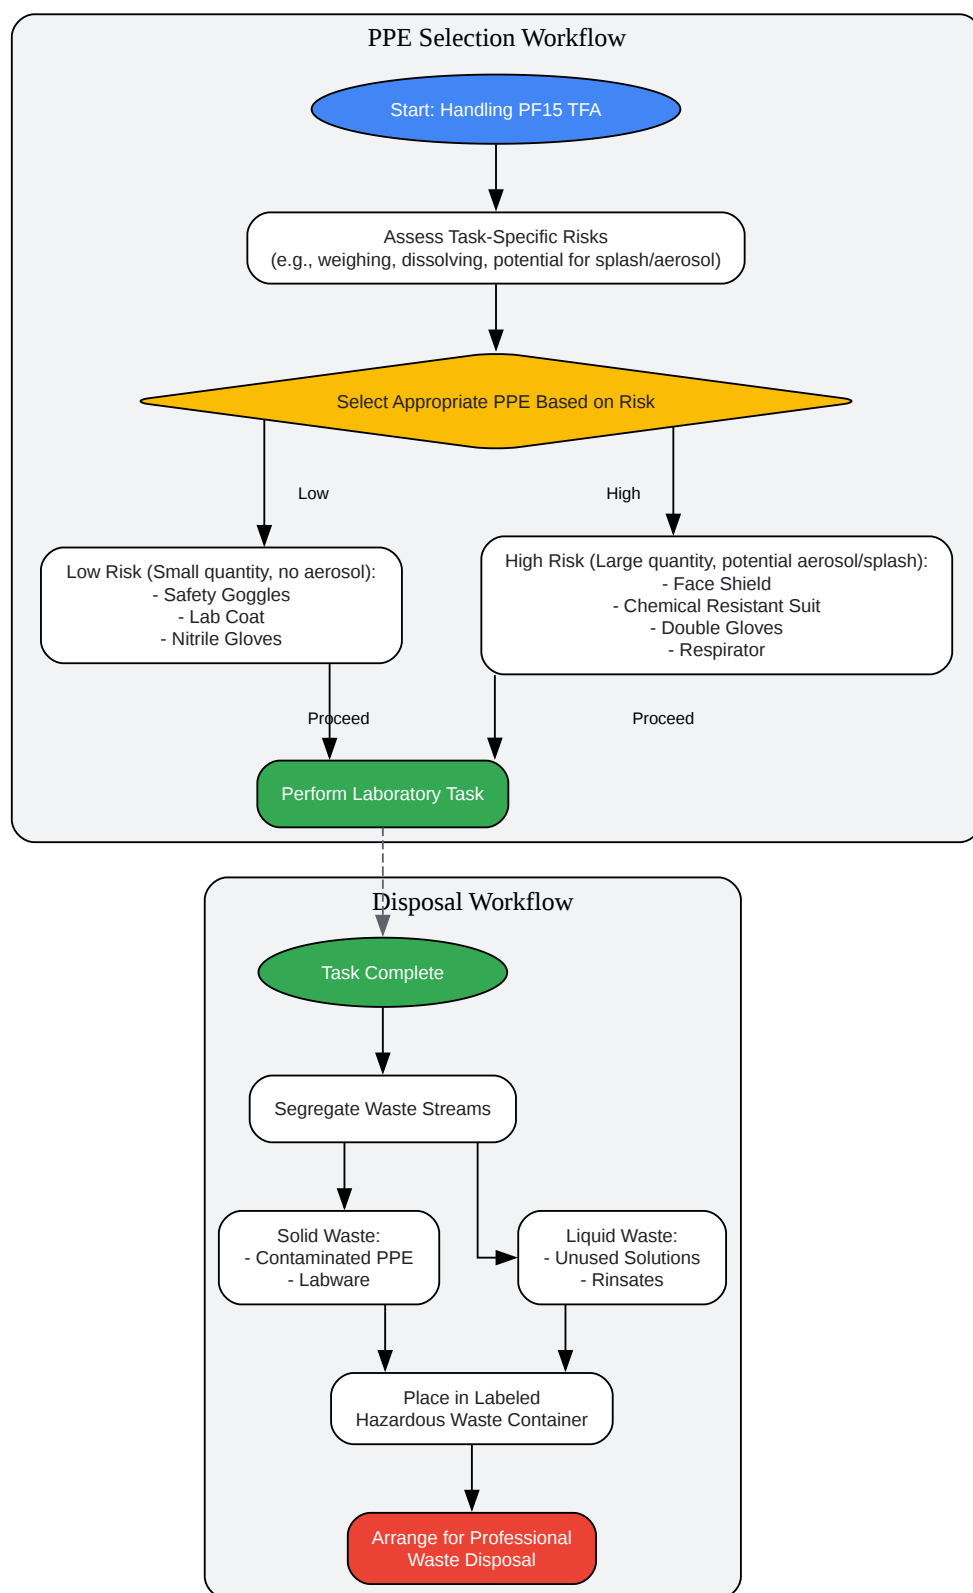 PPE Selection Workflow
Start: Handling PF15 TFA
Assess Task-Specific Risks
(e.g., weighing, dissolving, potential for splash/aerosol)
Select Appropriate PPE Based on Risk
Low
High
Low Risk (Small quantity, no aerosol):
- Safety Goggles
- Lab Coat
- Nitrile Gloves
High Risk (Large quantity, potential aerosol/splash):
- Face Shield
- Chemical Resistant Suit
- Double Gloves
- Respirator
Proceed
Proceed
Perform Laboratory Task
Disposal Workflow
Task Complete
Segregate Waste Streams
Solid Waste:
- Contaminated PPE
- Labware
Liquid Waste:
- Unused Solutions
- Rinsates
Place in Labeled
Hazardous Waste Container
Arrange for Professional
Waste Disposal